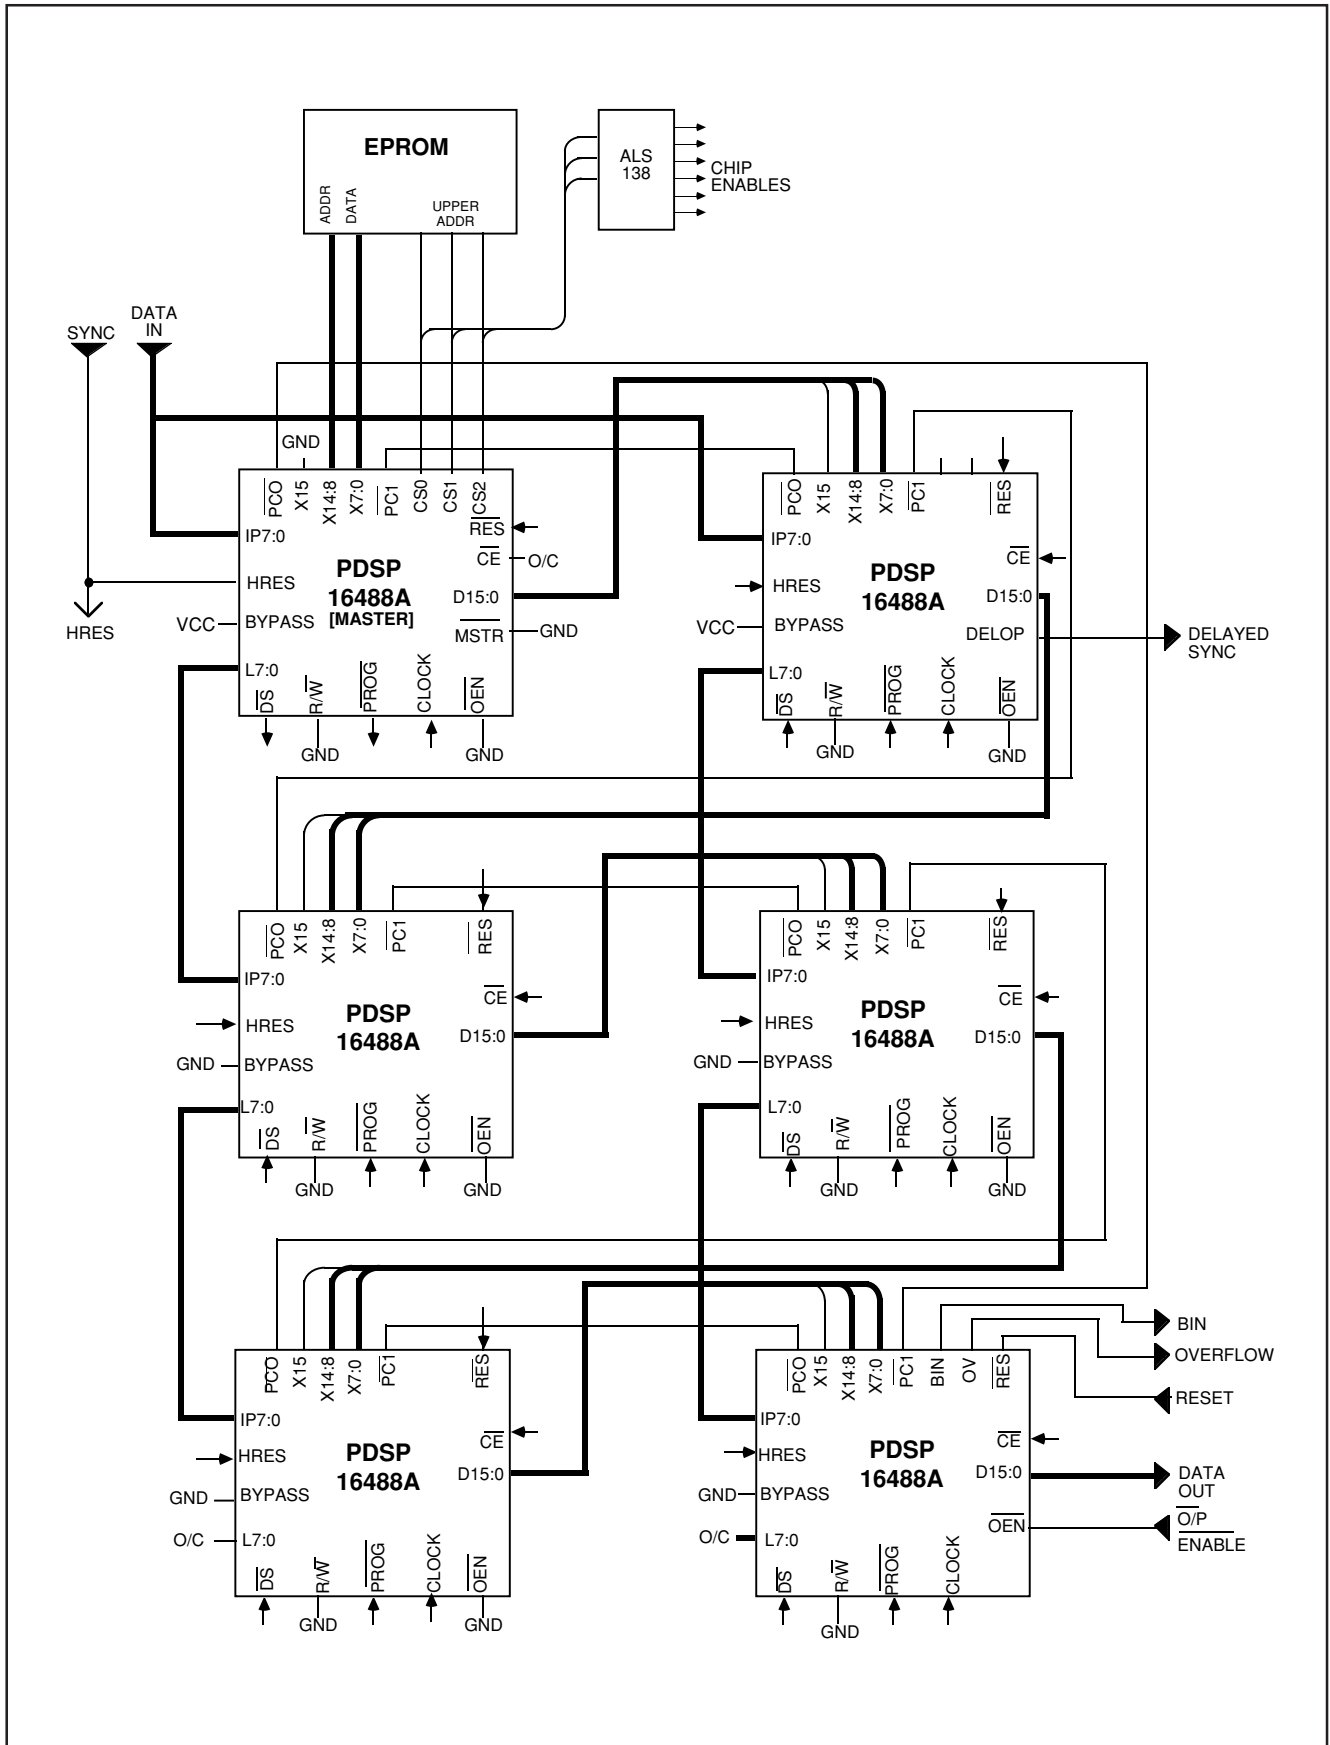 EPROM
ADDR
DATA
UPPER
ADDR
ALS
138
CHIP
ENABLES
SYNC
DATA
IN
HRES
GND
PCO
X15
X14:8
X7:0
PC1
CS0
CS1
CS2
RES
IP7:0
CE
O/C
HRES
PDSP
16488A
[MASTER]
D15:0
VCC
BYPASS
MSTR
GND
L7:0
DS
R/W
PROG
CLOCK
OEN
GND
GND
PCO
X15
X14:8
X7:0
PC1
RES
IP7:0
CE
HRES
PDSP
16488A
D15:0
VCC
BYPASS
DELOP
DELAYED
SYNC
L7:0
DS
R/W
PROG
CLOCK
OEN
GND
GND
PCO
X15
X14:8
X7:0
PC1
RES
IP7:0
CE
HRES
PDSP
16488A
D15:0
GND
BYPASS
L7:0
DS
R/W
PROG
CLOCK
OEN
GND
GND
PCO
X15
X14:8
X7:0
PC1
RES
IP7:0
CE
HRES
PDSP
16488A
D15:0
GND
BYPASS
L7:0
DS
R/W
PROG
CLOCK
OEN
GND
GND
PCO
X15
X14:8
X7:0
PC1
RES
IP7:0
CE
HRES
PDSP
16488A
D15:0
GND
BYPASS
O/C
L7:0
DS
R/W
PROG
CLOCK
OEN
GND
GND
PCO
X15
X14:8
X7:0
PC1
BIN
OV
RES
BIN
OVERFLOW
RESET
IP7:0
CE
HRES
PDSP
16488A
D15:0
DATA
OUT
GND
BYPASS
OEN
O/P
ENABLE
O/C
L7:0
DS
R/W
PROG
CLOCK
GND